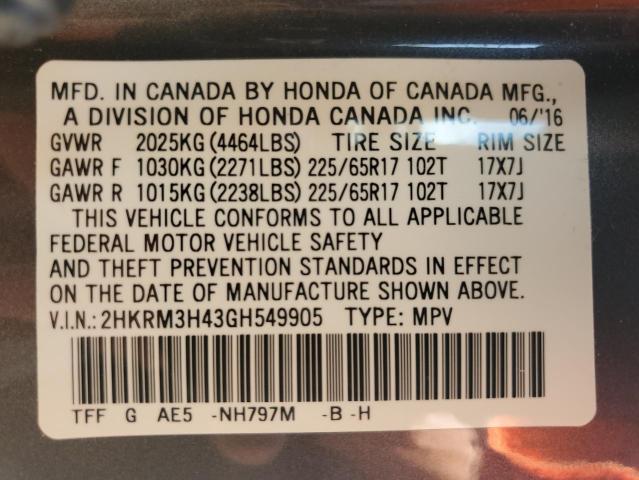 MFD. IN CANADA BY HONDA OF CANADA MFG.,
A DIVISION OF HONDA CANADA INC. 06/'16
GVWR 2025KG(4464LBS) TIRE SIZE RIM SIZE
GAWR F 1030KG(2271LBS) 225/65R17 102T 17X7J
GAWR R 1015KG(2238LBS) 225/65R17 102T 17X7J
THIS VEHICLE CONFORMS TO ALL APPLICABLE
FEDERAL MOTOR VEHICLE SAFETY
AND THEFT PREVENTION STANDARDS IN EFFECT
ON THE DATE OF MANUFACTURE SHOWN ABOVE.
V.I.N.: 2HKRM3H43GH549905 TYPE: MPV
TFF G AE5 -NH797M -B -H